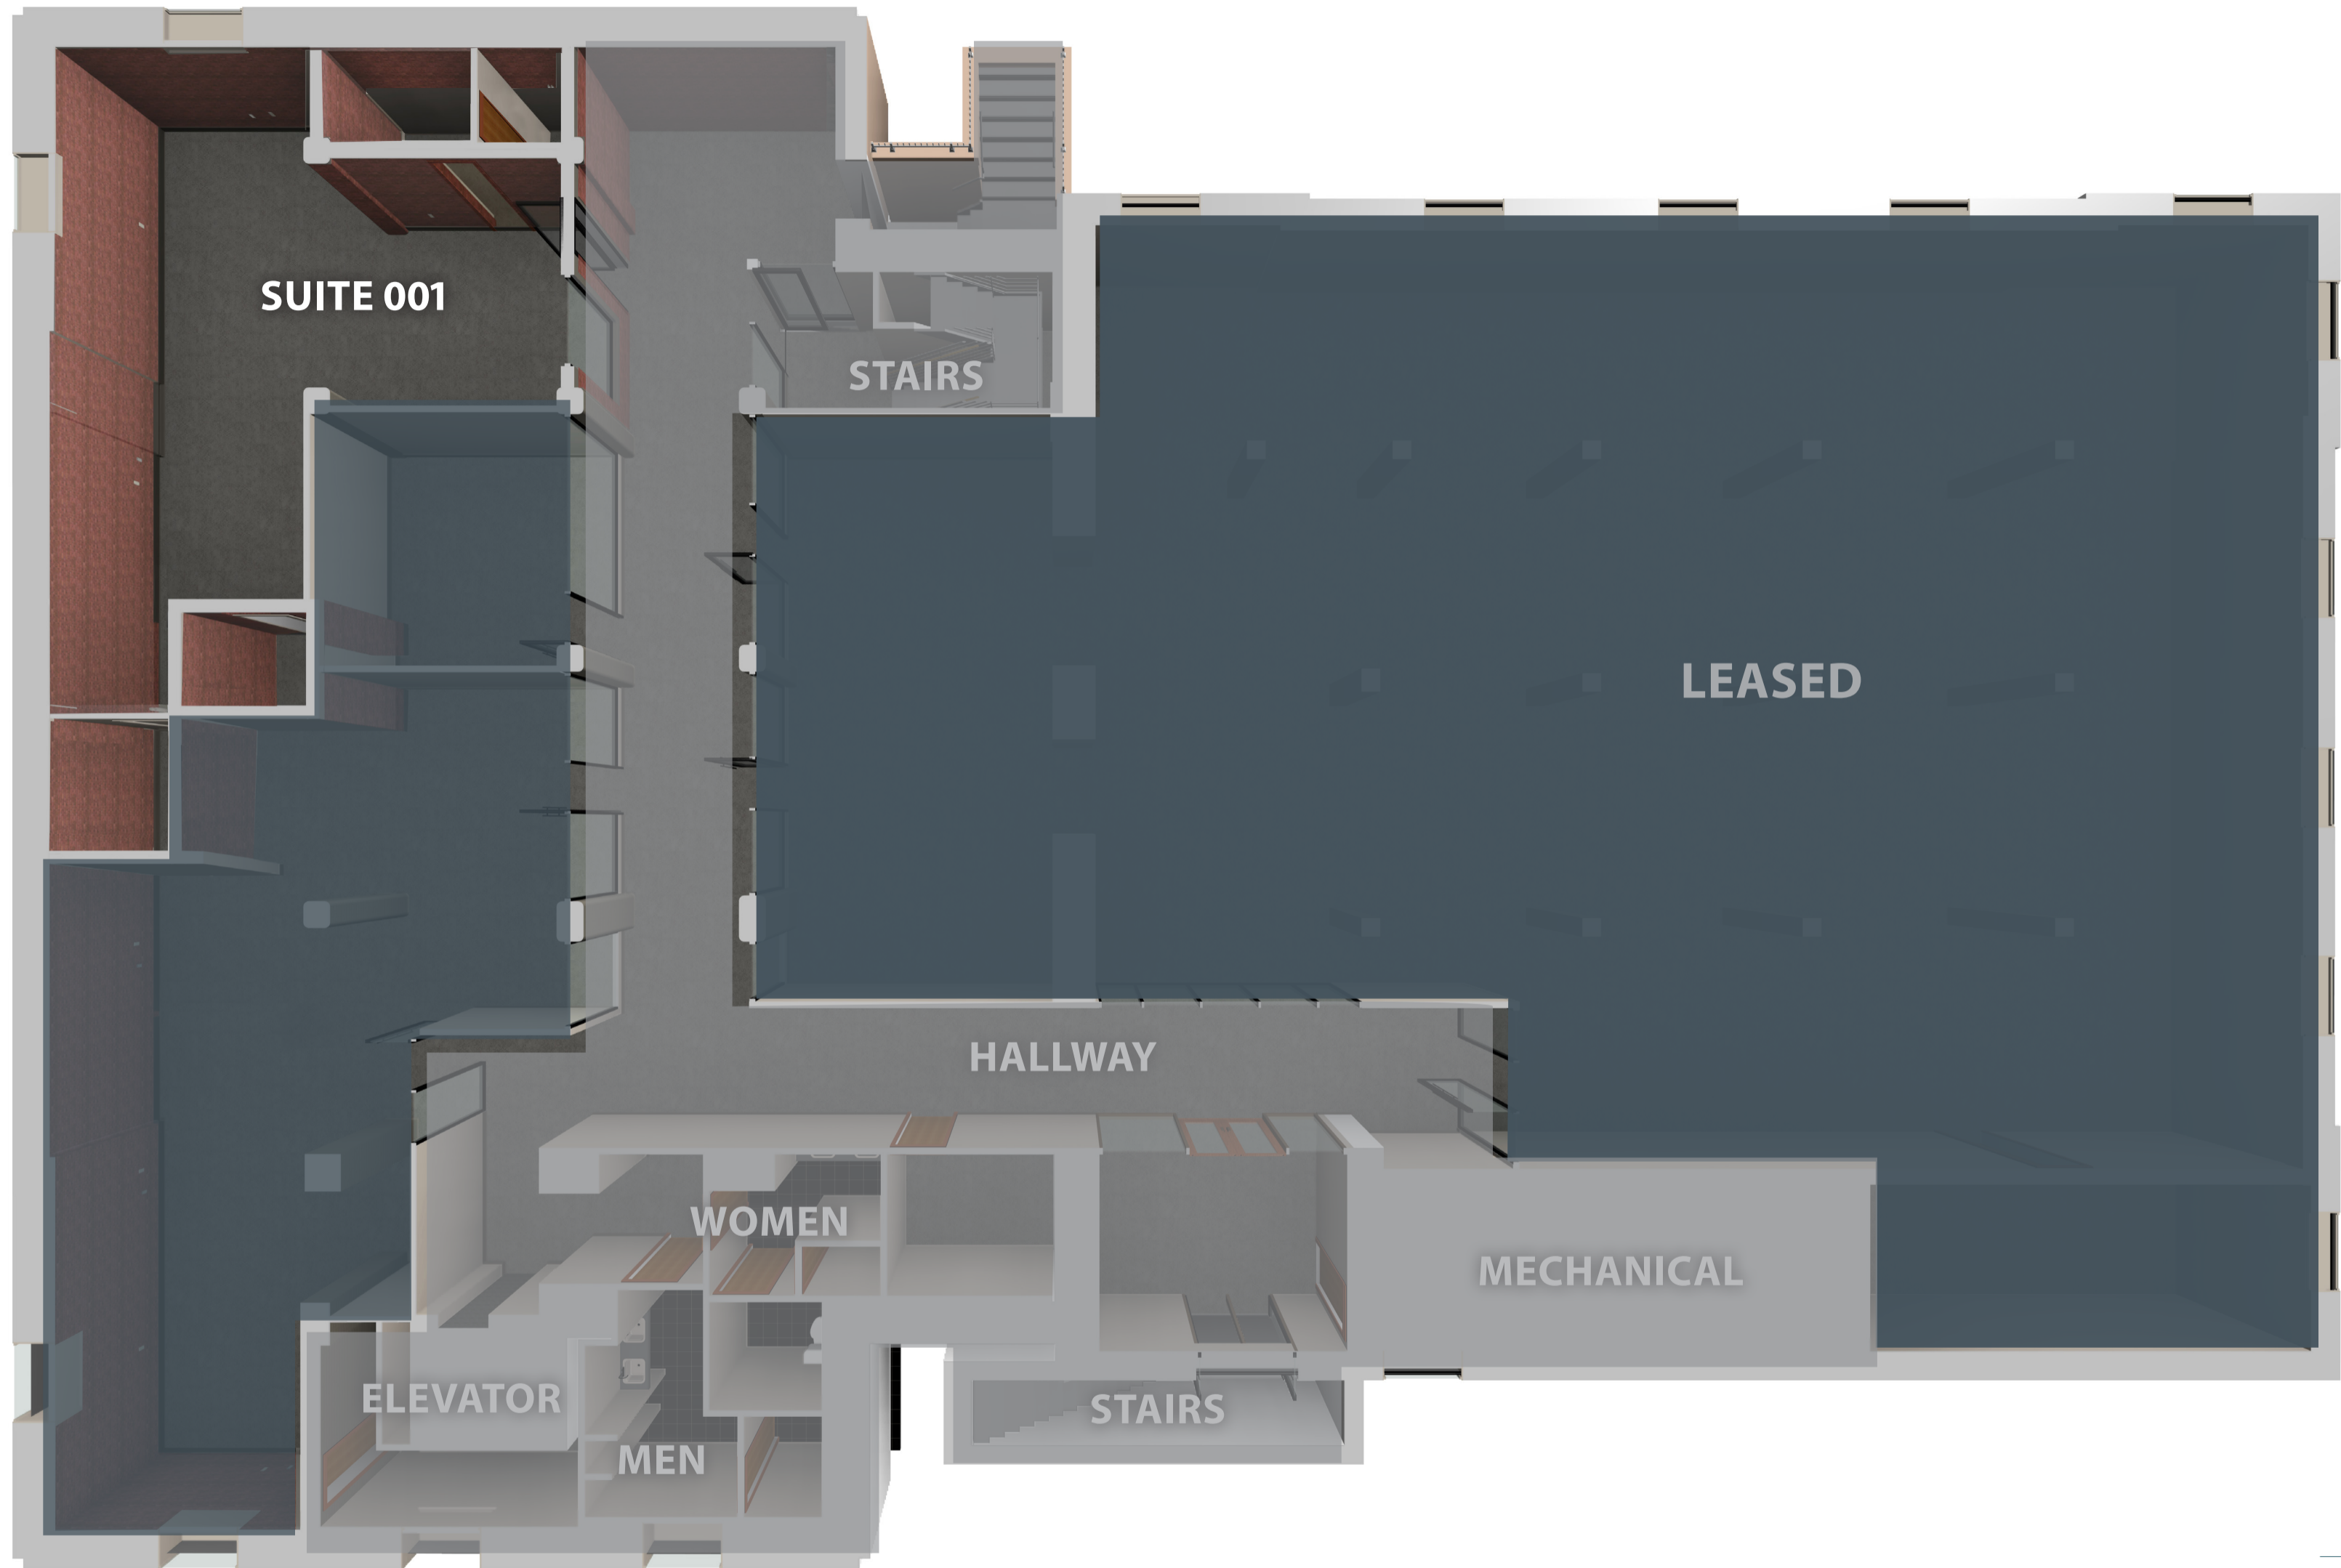 SUITE 001
STAIRS
LEASED
HALLWAY
WOMEN
MECHANICAL
ELEVATOR
STAIRS
MEN